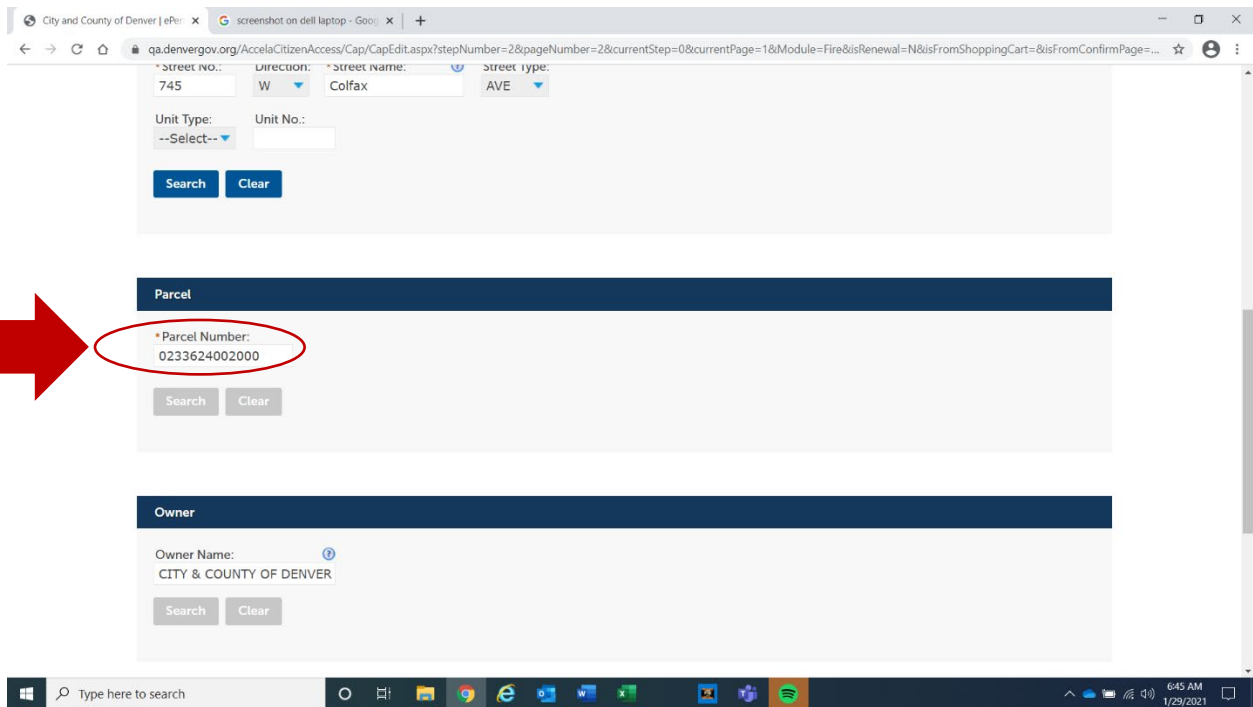 City and County of Denver | ePer
screenshot on dell laptop - Goog
qa.denvergov.org/AccelaCitizenAccess/Cap/CapEdit.aspx?stepNumber=2&pageNumber=2&currentStep=0&currentPage=1&Module=Fire&isRenewal=N&isFromShoppingCart=&isFromConfirmPage=...
*Street No.: Direction: *Street Name: Street Type:
745 W Colfax AVE
Unit Type: Unit No.:
--Select--
Search Clear
Parcel
*Parcel Number:
0233624002000
Search Clear
Owner
Owner Name:
CITY & COUNTY OF DENVER
Search Clear
Type here to search
6:45 AM
1/29/2021